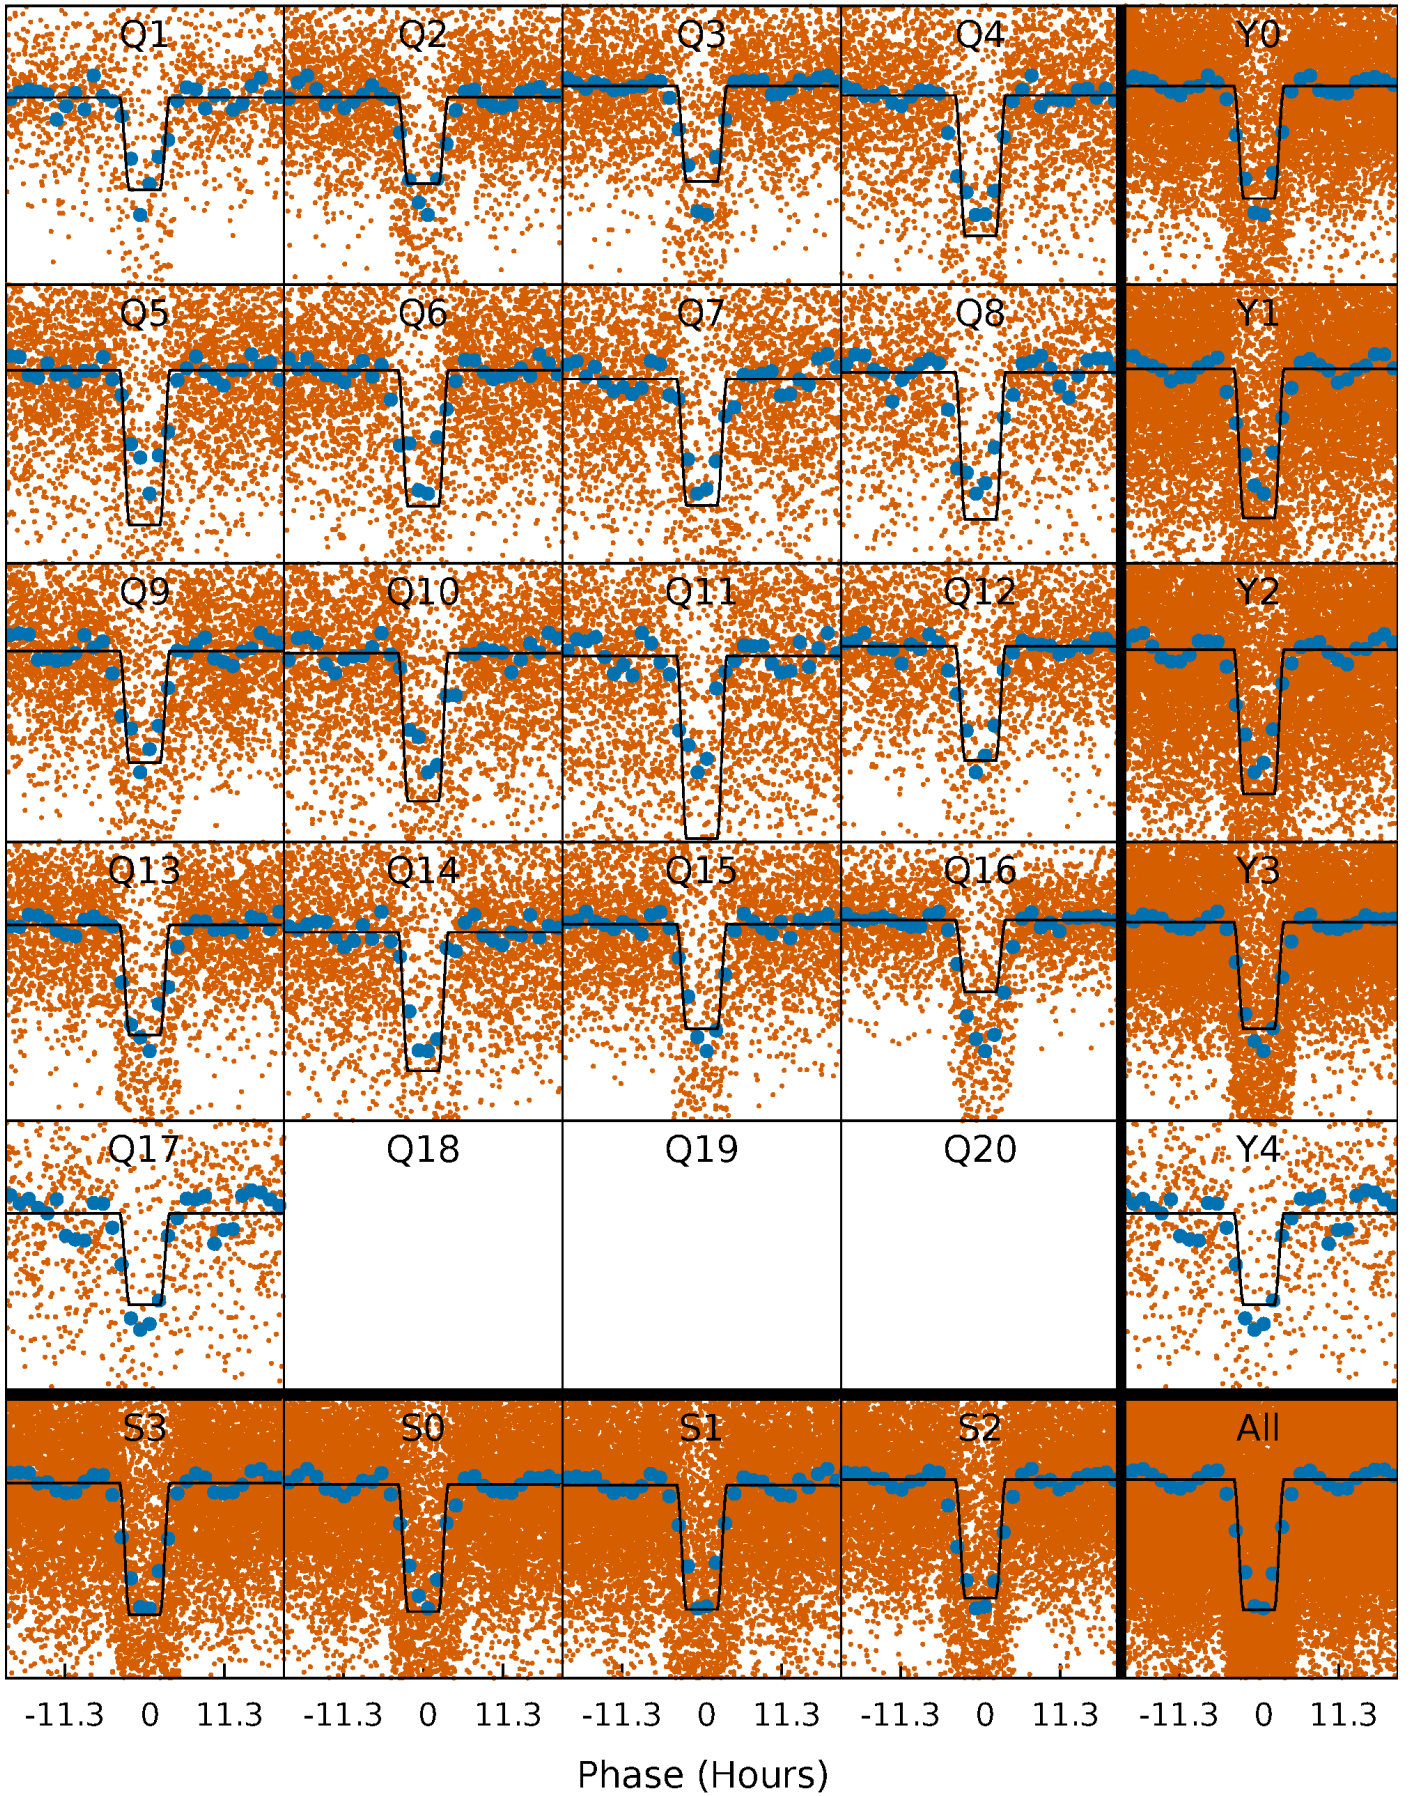 Q1 Q2 Q3 Q4 Y0
Q5 Q6 Q7 Q8 Y1
Q9 Q10 Q11 Q12 Y2
Q13 Q14 Q15 Q16 Y3
Q17 Q18 Q19 Q20 Y4
S3 S0 S1 S2 All
-11.3 0 11.3 -11.3 0 11.3 -11.3 0 11.3 -11.3 0 11.3 -11.3 0 11.3
Phase (Hours)